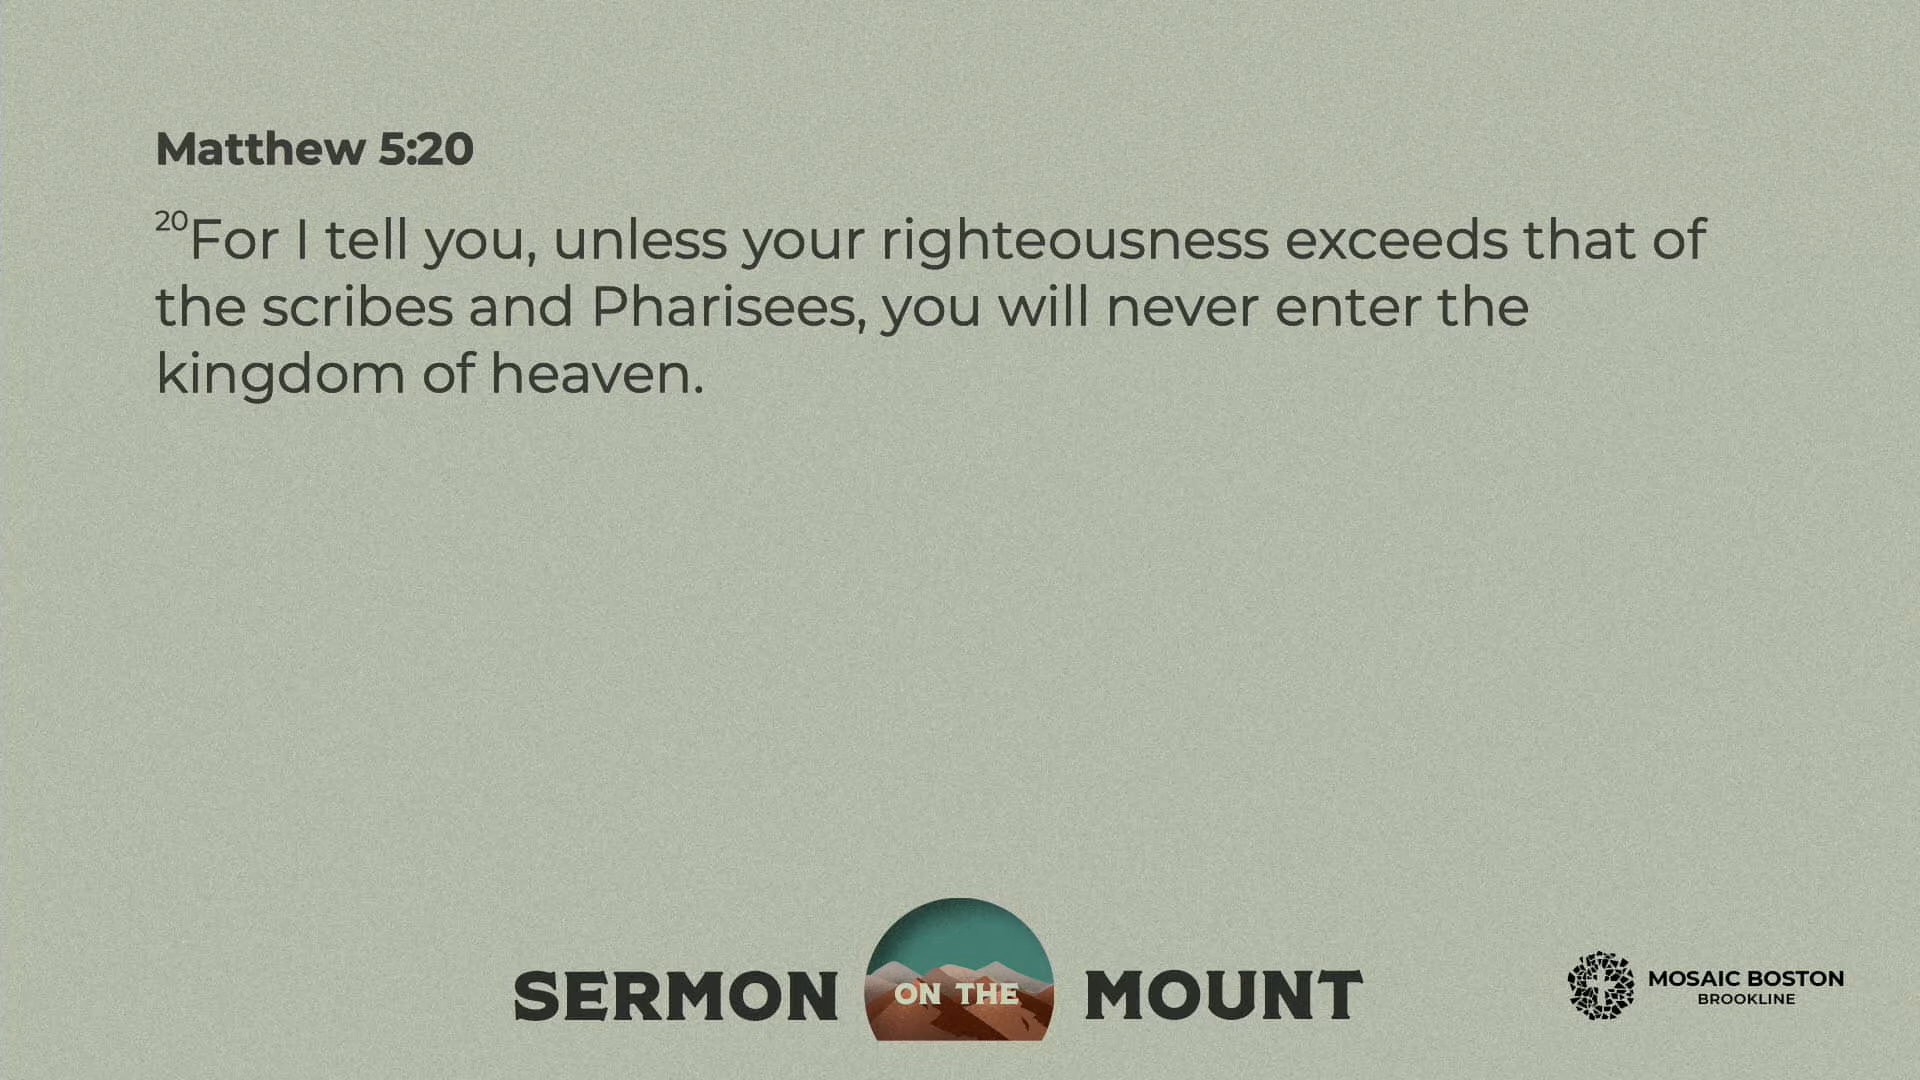 Matthew 5:20
20For I tell you, unless your righteousness exceeds that of
the scribes and Pharisees, you will never enter the
kingdom of heaven.
SERMON ON THE MOUNT
MOSAIC BOSTON
BROOKLINE